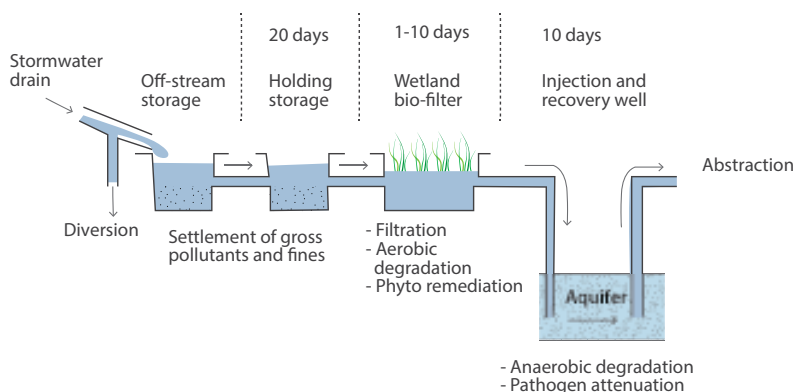 20 days
1-10 days
10 days
Stormwater
drain
Off-stream
storage
Holding
storage
Wetland
bio-filter
Injection and
recovery well
Abstraction
Diversion
Settlement of gross
pollutants and fines
- Filtration
- Aerobic
degradation
- Phyto remediation
Aquifer
- Anaerobic degradation
- Pathogen attenuation